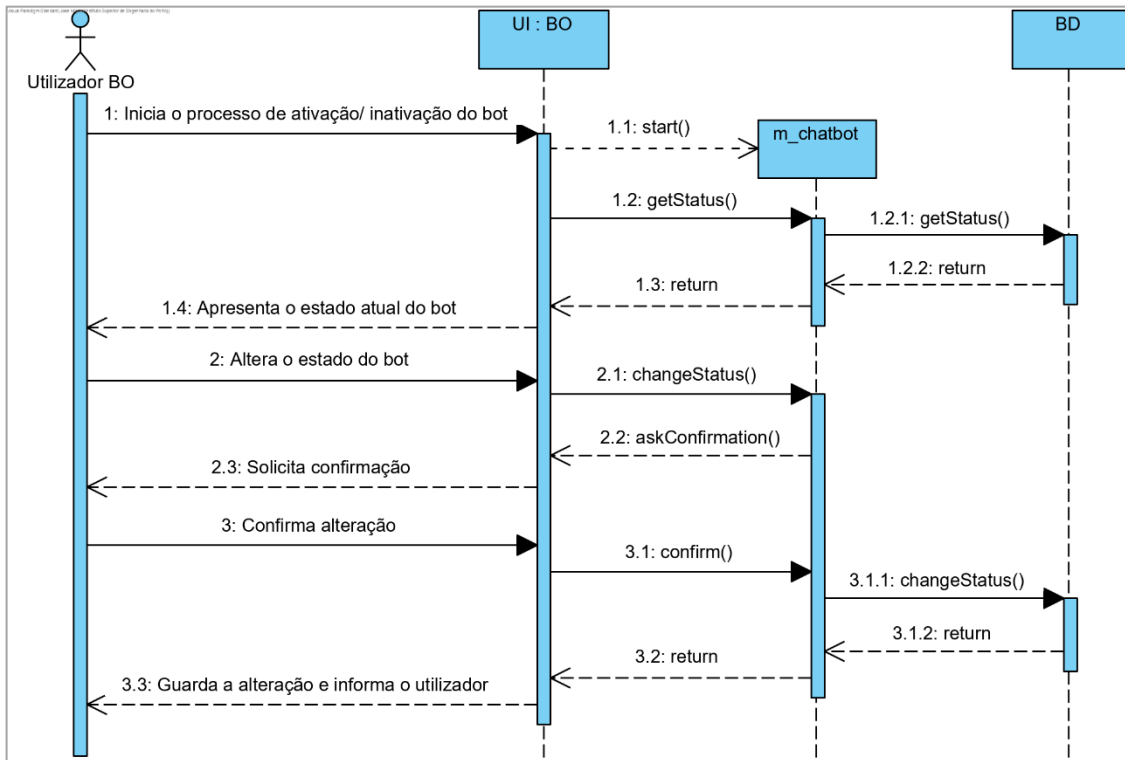 UI : BO
BD
Utilizador BO
1: Inicia o processo de ativação/ inativação do bot
1.1: start()
m_chatbot
1.2: getStatus()
1.2.1: getStatus()
1.2.2: return
1.3: return
1.4: Apresenta o estado atual do bot
2: Altera o estado do bot
2.1: changeStatus()
2.2: askConfirmation()
2.3: Solicita confirmação
3: Confirma alteração
3.1: confirm()
3.1.1: changeStatus()
3.1.2: return
3.2: return
3.3: Guarda a alteração e informa o utilizador